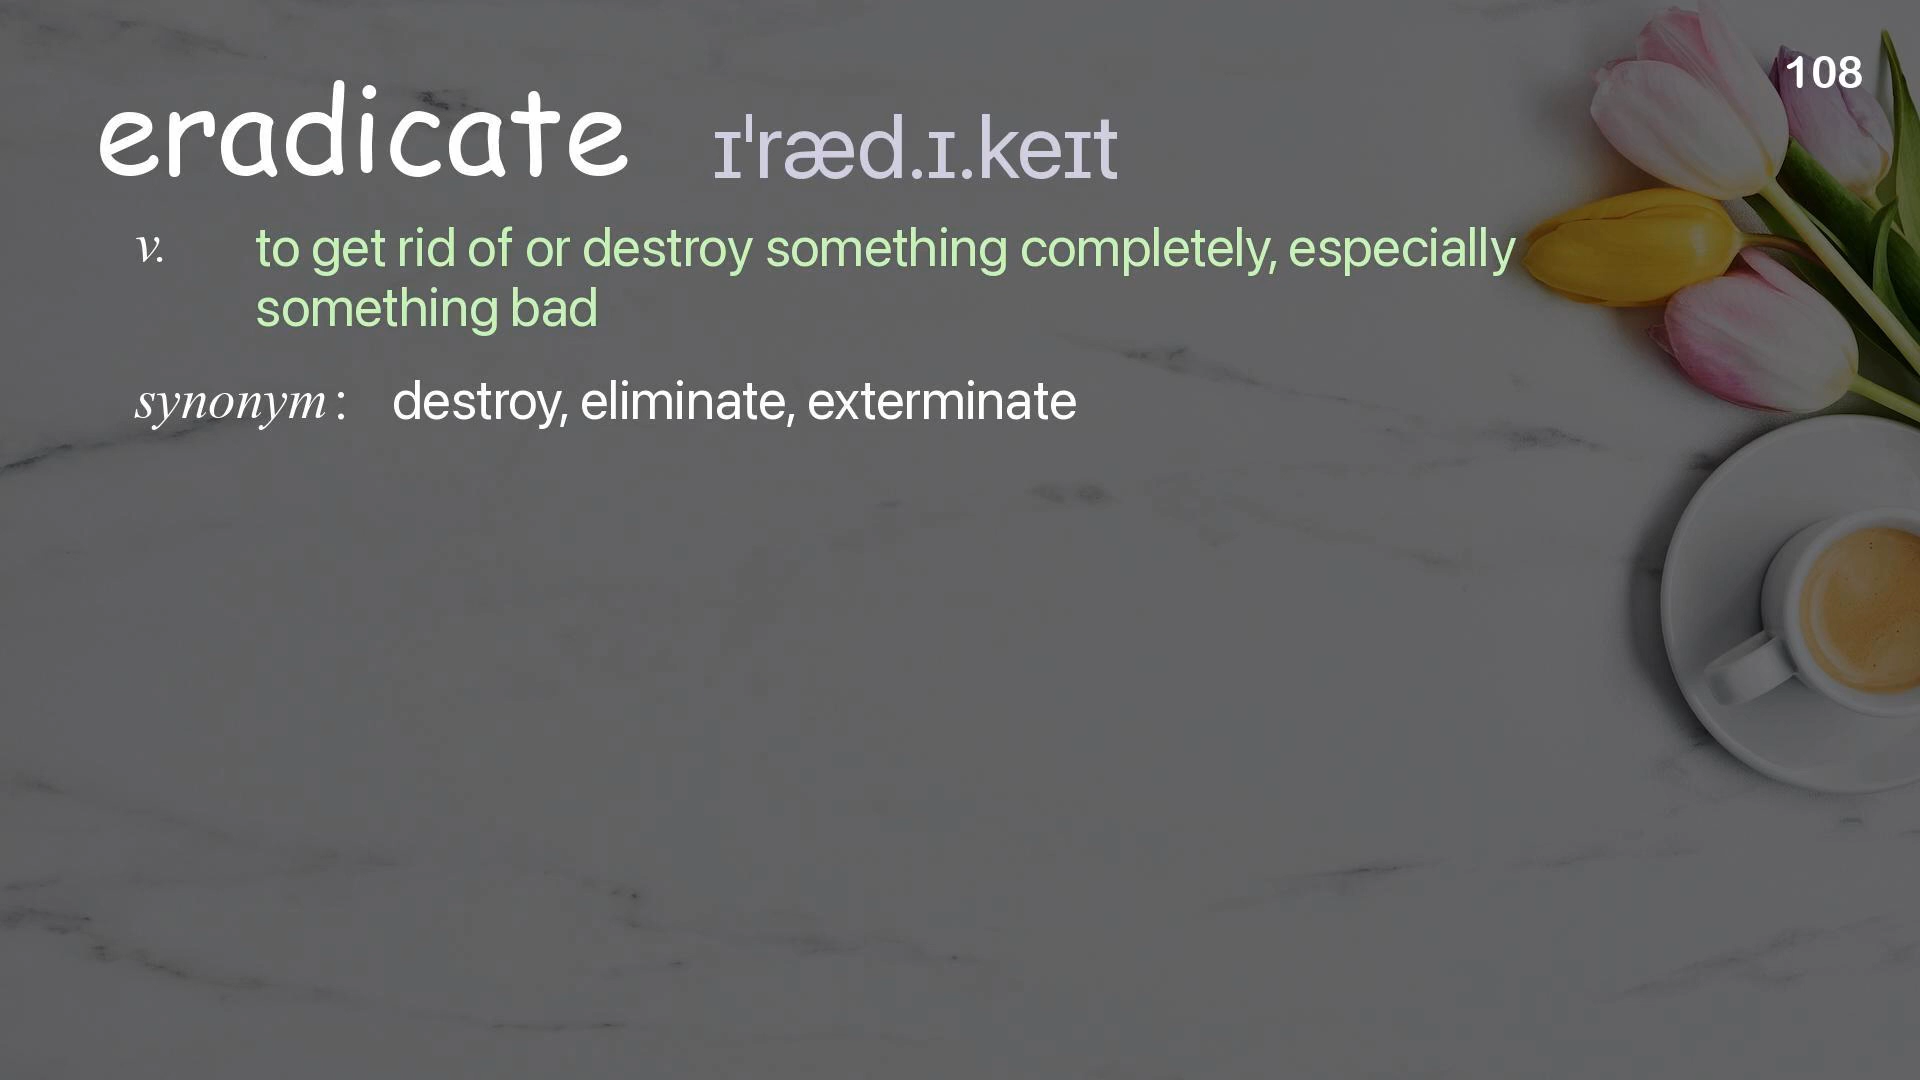 108
eradicate ɪˈræd.ɪ.keɪt
v. to get rid of or destroy something completely, especially
something bad
synonym : destroy, eliminate, exterminate